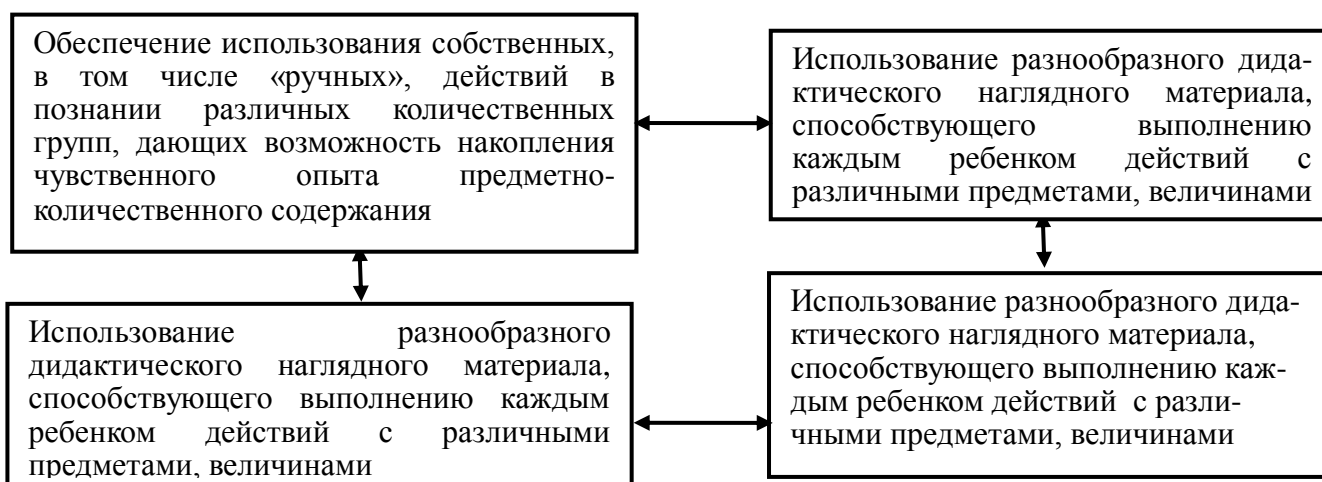 Обеспечение использования собственных,
в том числе «ручных», действий в
познании различных количественных
групп, дающих возможность накопления
чувственного опыта предметно-
количественного содержания
Использование разнообразного дида-
ктического наглядного материала,
способствующего выполнению
каждым ребенком действий с
различными предметами, величинами
Использование разнообразного
дидактического наглядного материала,
способствующего выполнению каждым
ребенком действий с различными
предметами, величинами
Использование разнообразного дида-
ктического наглядного материала,
способствующего выполнению каж-
дым ребенком действий с разли-
чными предметами, величинами